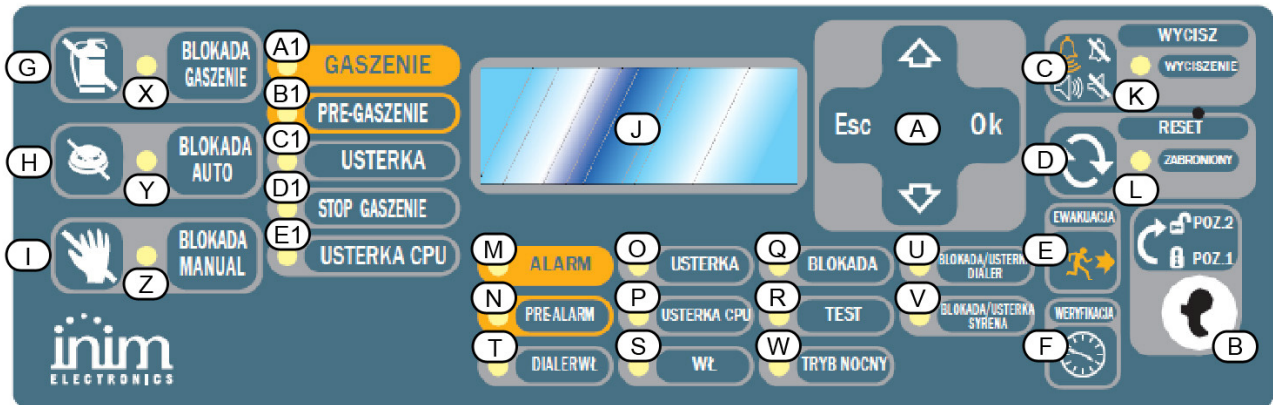 G
X
BLOKADA
GASZENIE
H
Y
BLOKADA
AUTO
I
Z
BLOKADA
MANUAL
inim
ELECTRONICS
A1
GASZENIE
B1
PRE-GASZENIE
C1
USTERKA
D1
STOP GASZENIE
E1
USTERKA CPU
J
Esc
A
Ok
M
ALARM
N
PRE-ALARM
T
DIALER WŁ
O
USTERKA
P
USTERKA CPU
S
WŁ
Q
BLOKADA
R
TEST
W
TRYB NOCNY
U
BLOKADA/USTERKA
DIALER
V
BLOKADA/USTERKA
SYRENA
C
WYCISZ
K
WYCISZENIE
D
RESET
L
ZABRONIONY
EWAKUACJA
E
WERYFIKACJA
F
POZ.2
POZ.1
B